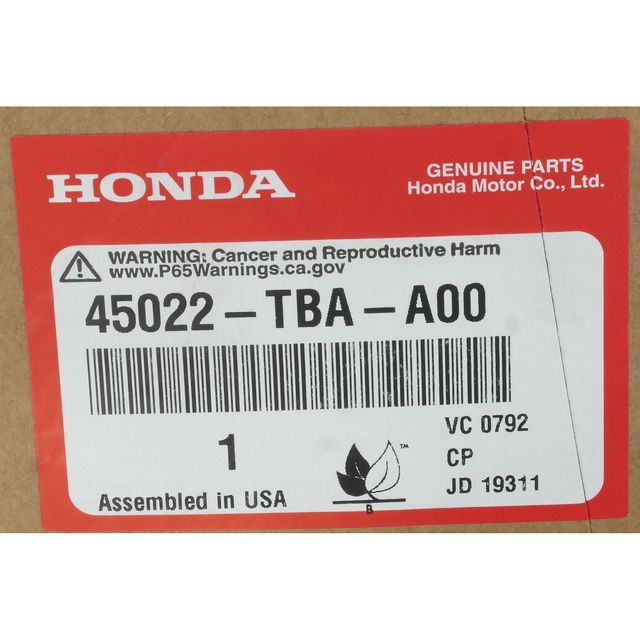 HONDA
GENUINE PARTS
Honda Motor Co., Ltd.
WARNING: Cancer and Reproductive Harm
www.P65Warnings.ca.gov
45022-TBA-A00
1
VC 0792
CP
JD 19311
TM
B
Assembled in USA